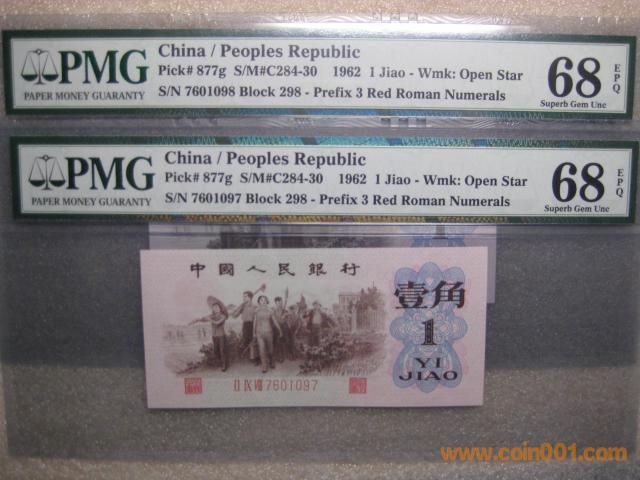 PMG
PAPER MONEY GUARANTY
China / Peoples Republic
Pick# 877g S/M#C284-30 1962 1 Jiao - Wmk: Open Star
S/N 7601098 Block 298 - Prefix 3 Red Roman Numerals
68
EPQ
Superb Gem Unc
PMG
PAPER MONEY GUARANTY
China / Peoples Republic
Pick# 877g S/M#C284-30 1962 1 Jiao - Wmk: Open Star
S/N 7601097 Block 298 - Prefix 3 Red Roman Numerals
68
EPQ
Superb Gem Unc
中國人民銀行
壹角
1
YI
JIAO
II IX VIII 7601097
www.coin001.com